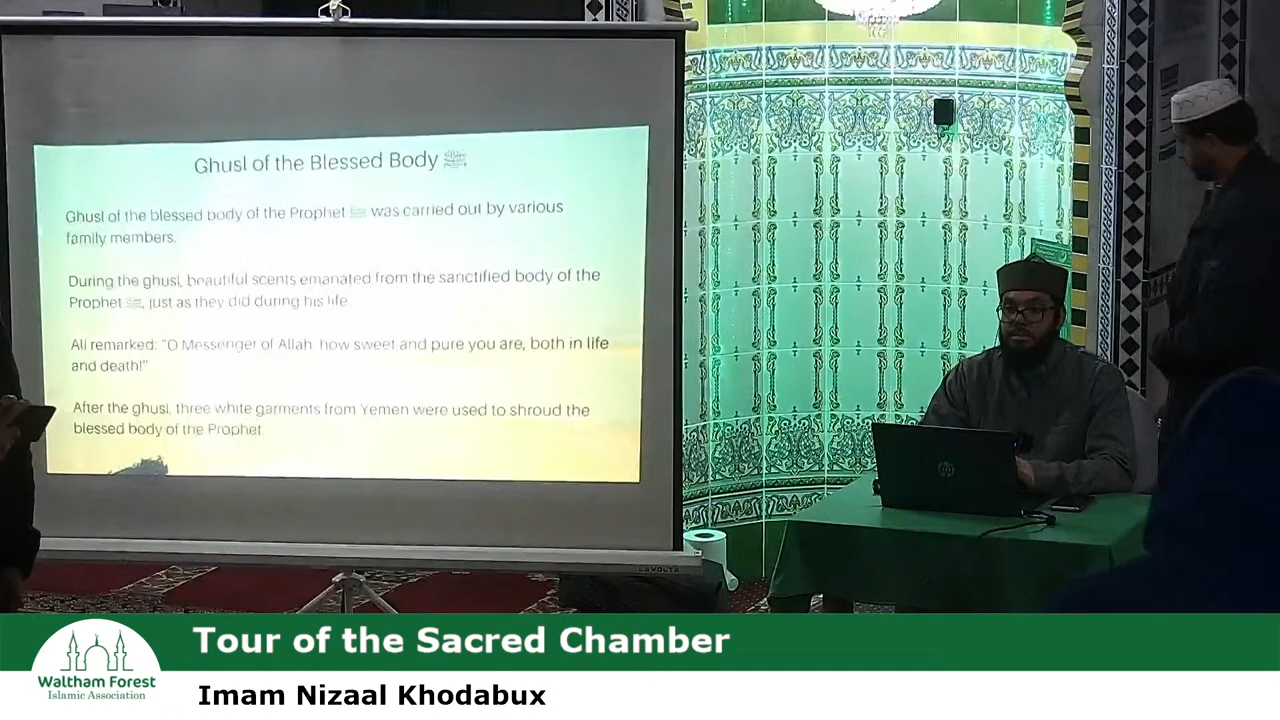 Ghusl of the Blessed Body ﷺ
Ghusl of the blessed body of the Prophet ﷺ was carried out by various
family members.
During the ghusl, beautiful scents emanated from the sanctified body of the
Prophet ﷺ, just as they did during his life.
Ali remarked: "O Messenger of Allah, how sweet and pure you are, both in life
and death!"
After the ghusl, three white garments from Yemen were used to shroud the
blessed body of the Prophet.
hp
Tour of the Sacred Chamber
Waltham Forest
Islamic Association
Imam Nizaal Khodabux